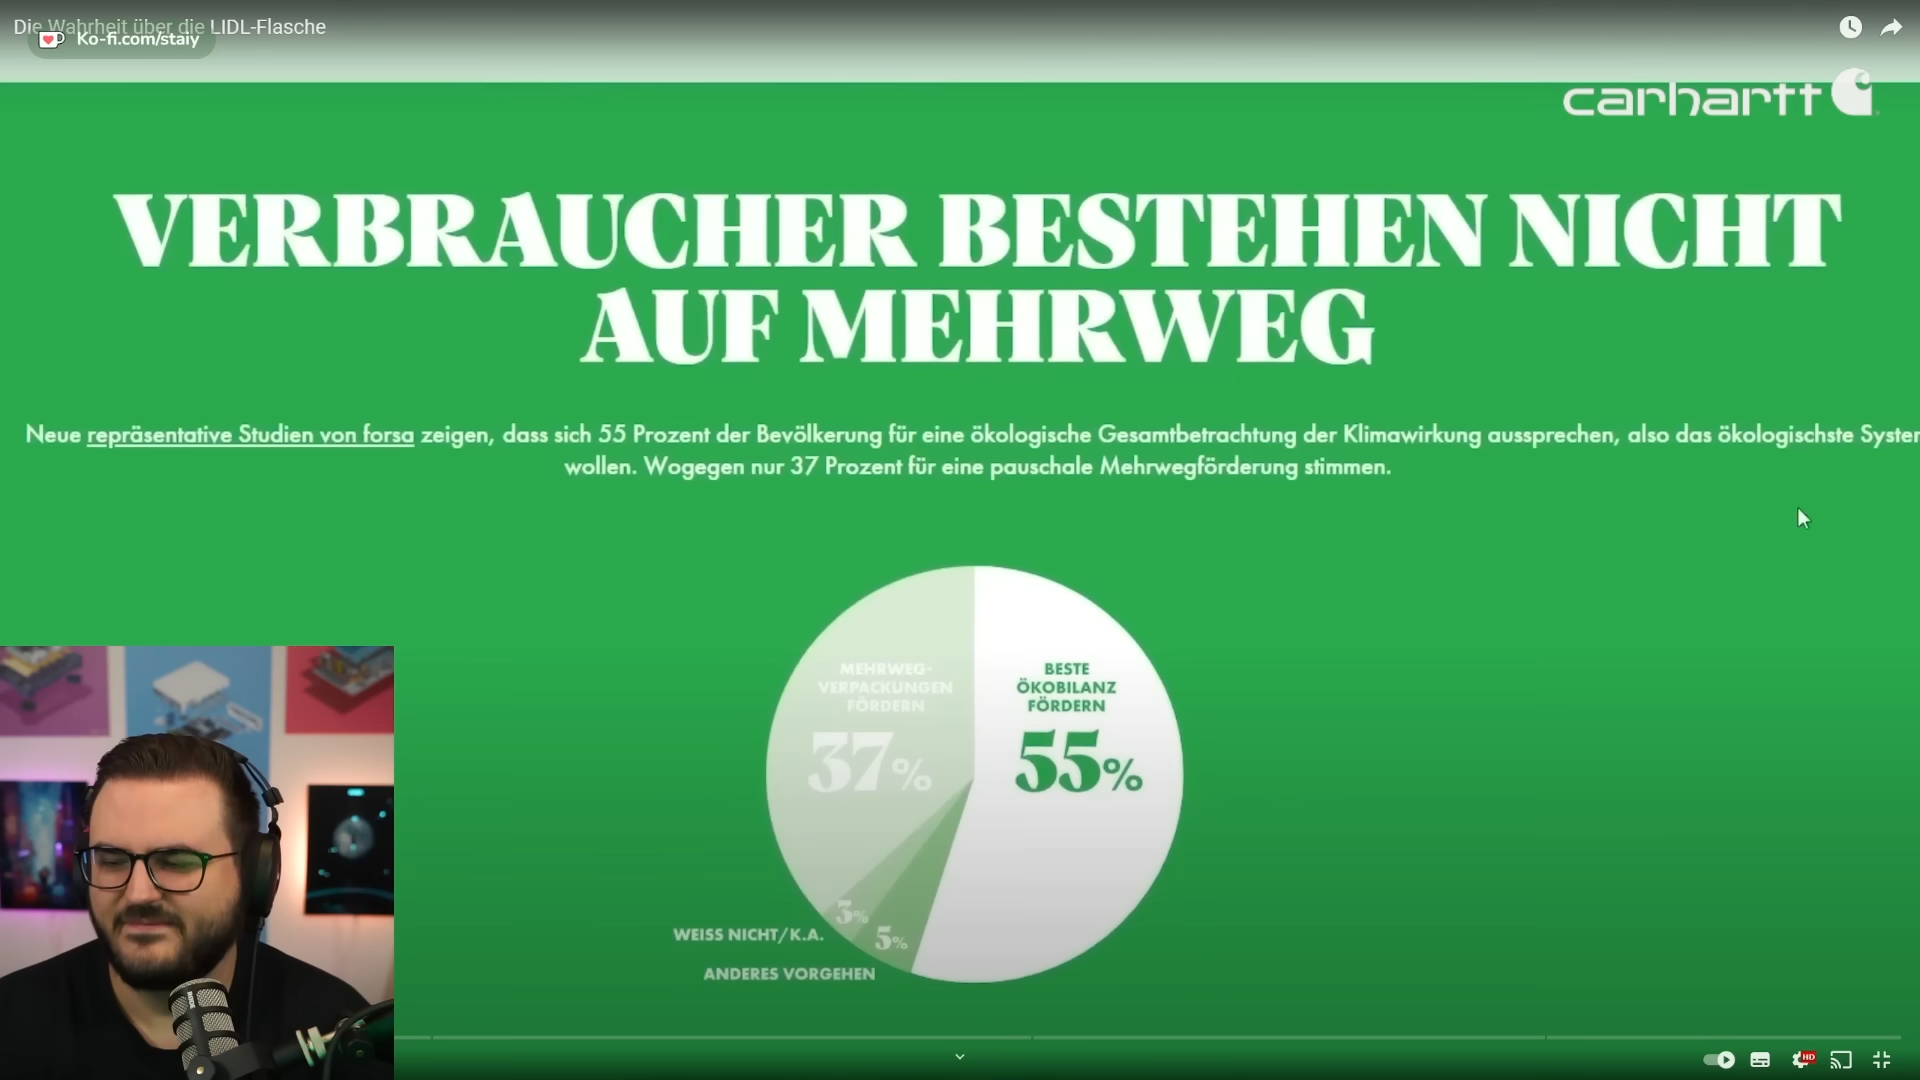 Die Wahrheit über die LIDL-Flasche
Ko-fi.com/staiy
carhartt
VERBRAUCHER BESTEHEN NICHT
AUF MEHRWEG
Neue repräsentative Studien von forsa zeigen, dass sich 55 Prozent der Bevölkerung für eine ökologische Gesamtbetrachtung der Klimawirkung aussprechen, also das ökologischste
wollen. Wogegen nur 37 Prozent für eine pauschale Mehrwegförderung stimmen.
MEHRWEG-
VERPACKUNGEN
FÖRDERN
37%
BESTE
ÖKOBILANZ
FÖRDERN
55%
3%
WEISS NICHT/K.A.
5%
ANDERES VORGEHEN
HD